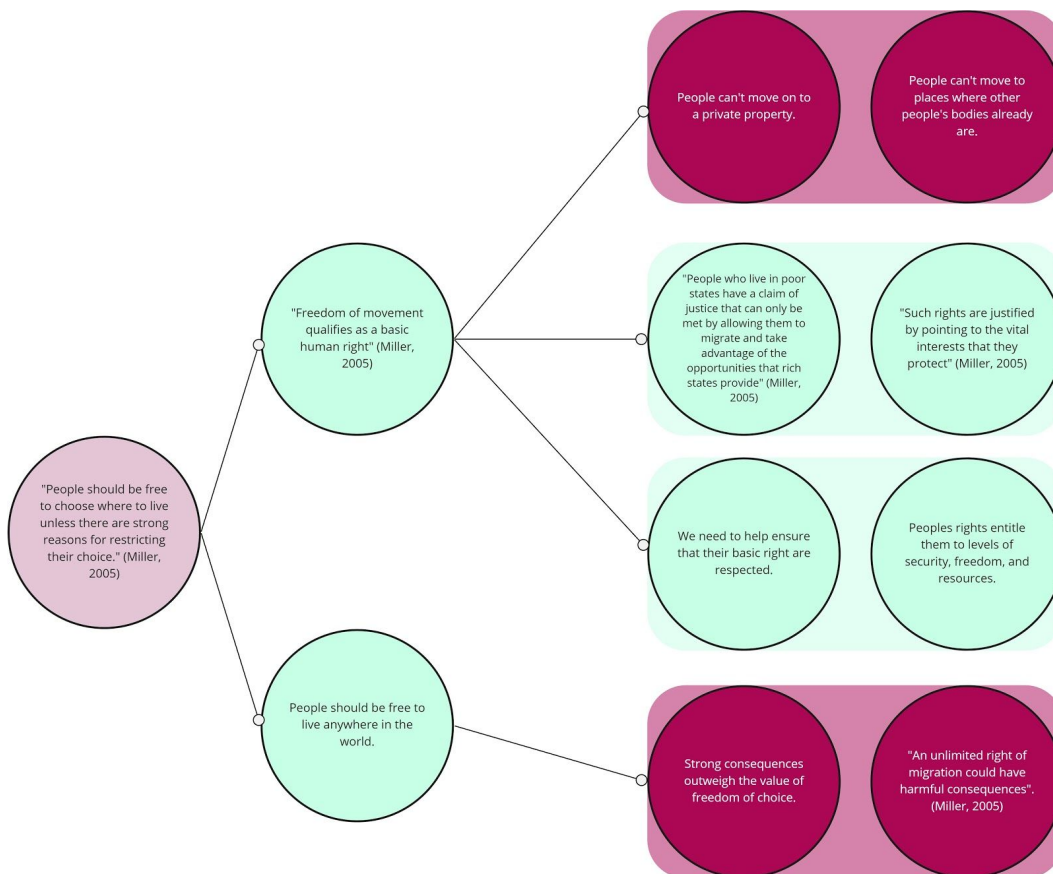 "People should be free
to choose where to live
unless there are strong
reasons for restricting
their choice." (Miller,
2005)
"Freedom of movement
qualifies as a basic
human right" (Miller,
2005)
People should be free to
live anywhere in the
world.
People can't move on to
a private property.
People can't move to
places where other
people's bodies already
are.
"People who live in poor
states have a claim of
justice that can only be
met by allowing them to
migrate and take
advantage of the
opportunities that rich
states provide" (Miller,
2005)
"Such rights are justified
by pointing to the vital
interests that they
protect" (Miller, 2005)
We need to help ensure
that their basic right are
respected.
Peoples rights entitle
them to levels of
security, freedom, and
resources.
Strong consequences
outweigh the value of
freedom of choice.
"An unlimited right of
migration could have
harmful consequences".
(Miller, 2005)